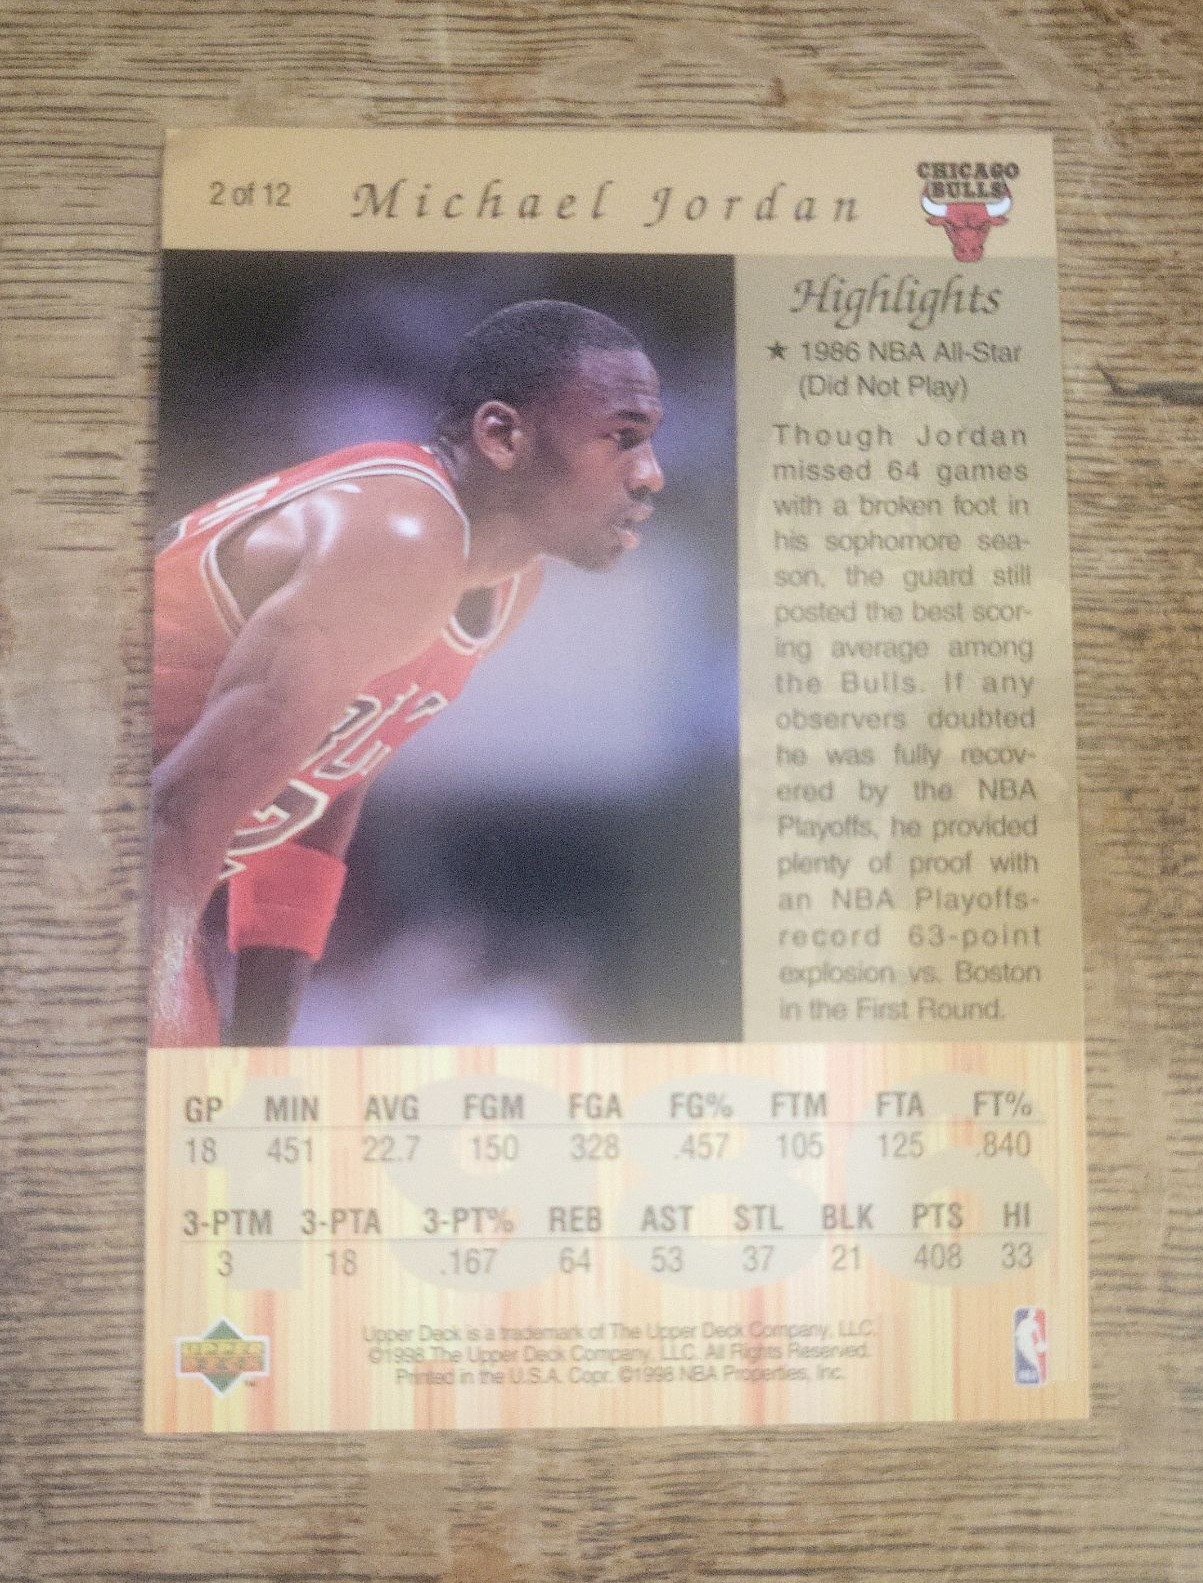 2 of 12 Michael Jordan
CHICAGO
BULLS
Highlights
★ 1986 NBA All-Star
(Did Not Play)
Though Jordan
missed 64 games
with a broken foot in
his sophomore sea-
son, the guard still
posted the best scor-
ing average among
the Bulls. If any
observers doubted
he was fully recov-
ered by the NBA
Playoffs, he provided
plenty of proof with
an NBA Playoffs-
record 63-point
explosion vs. Boston
in the First Round.
1986
GP MIN AVG FGM FGA FG% FTM FTA FT%
18 451 22.7 150 328 .457 105 125 .840
3-PTM 3-PTA 3-PT% REB AST STL BLK PTS HI
3 18 .167 64 53 37 21 408 33
UPPER
DECK
Upper Deck is a trademark of The Upper Deck Company, LLC.
©1998 The Upper Deck Company, LLC. All Rights Reserved.
Printed in the U.S.A. Copr. ©1998 NBA Properties, Inc.